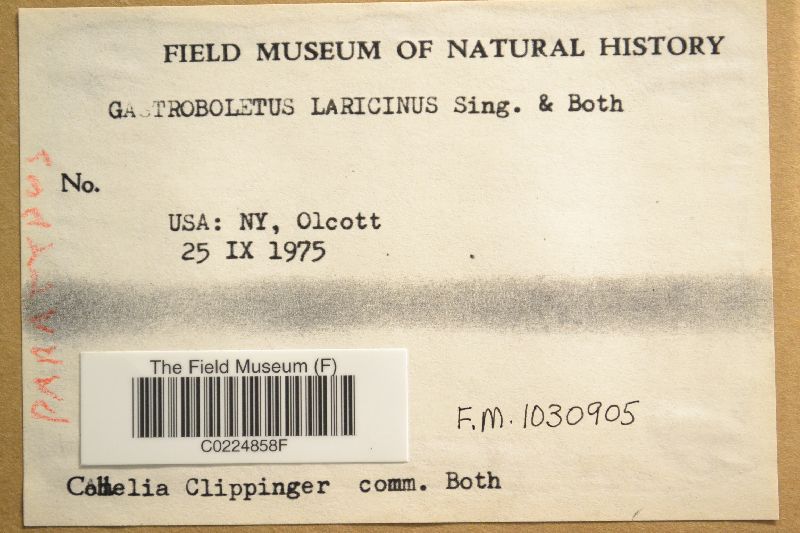 FIELD MUSEUM OF NATURAL HISTORY
GASTROBOLETUS LARICINUS Sing. & Both
No.
USA: NY, Olcott
25 IX 1975
PARATYPUS
The Field Museum (F)
C0224858F
F.M. 1030905
Clippinger comm. Both